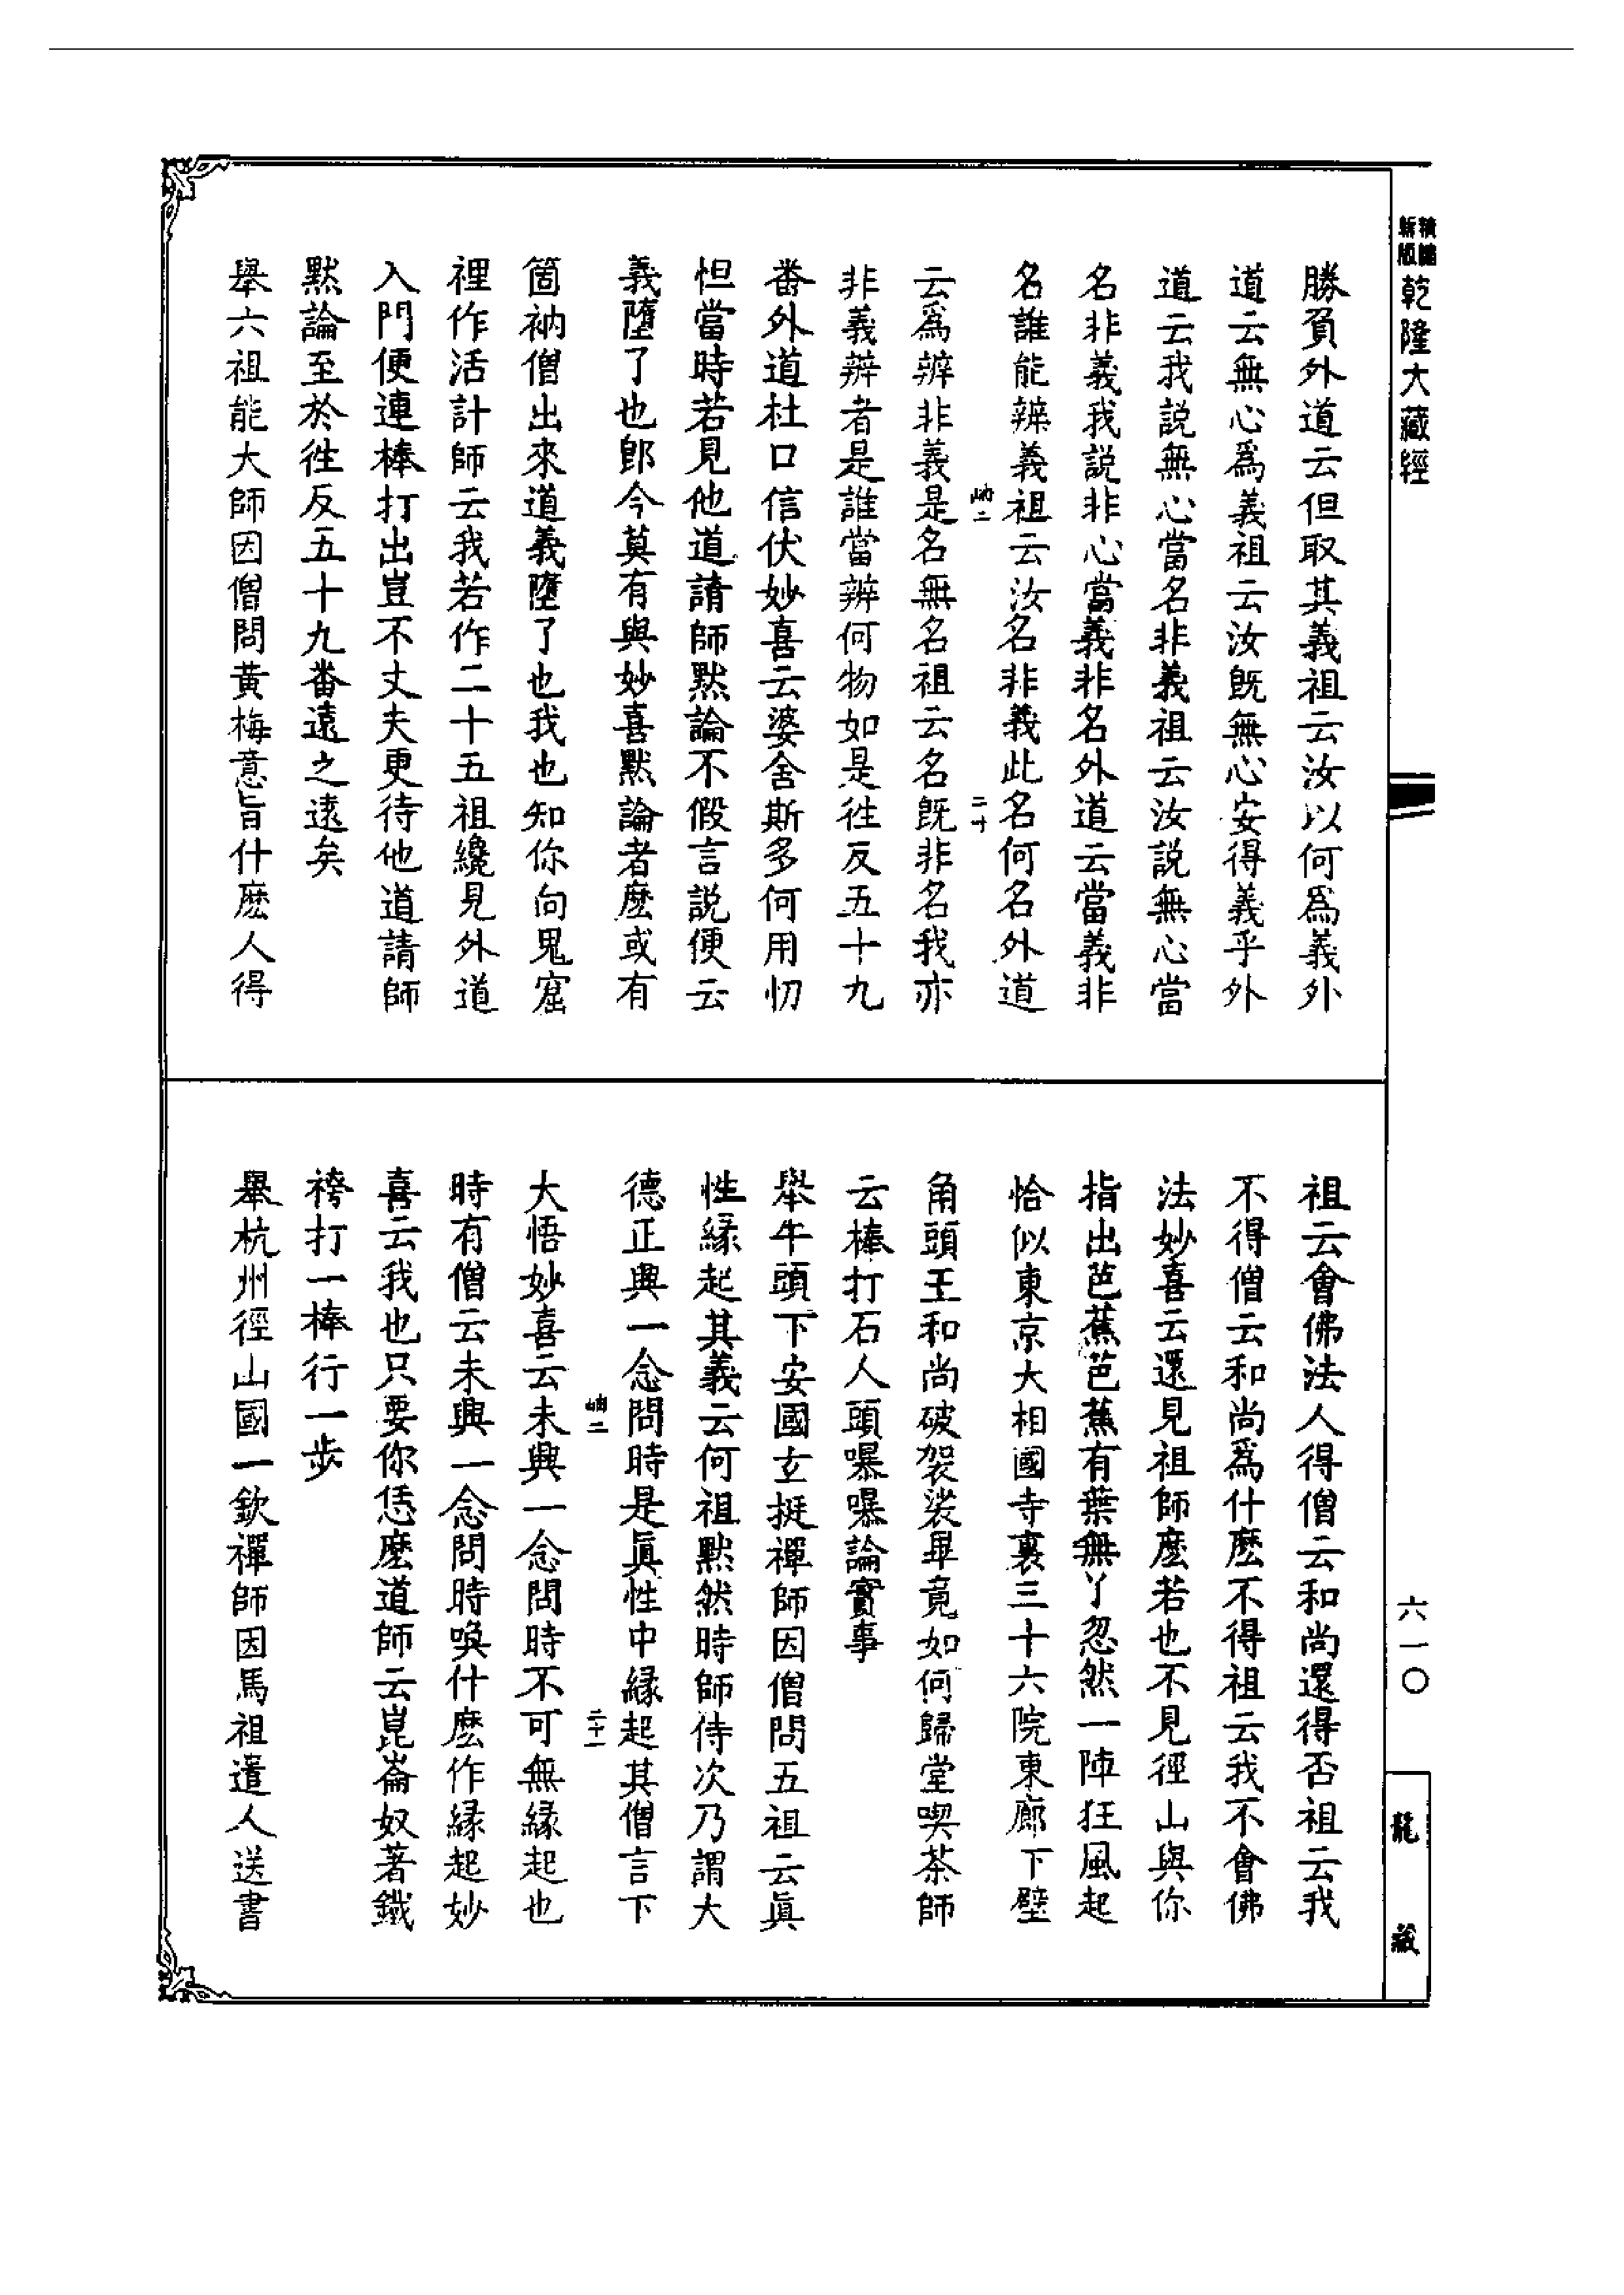 精縮新版乾隆大藏經
勝負外道云但取其義祖云汝以何爲義外
道云無心爲義祖云汝既無心安得義乎外
道云我説無心當名非義祖云汝説無心當
名非義我説非心當義非名外道云當義非
名誰能辨義祖云汝名非義此名何名外道
云爲辨非義是名無名祖云名既非名我亦
非義辨者是誰當辨何物如是徃反五十九
番外道杜口信伏妙喜云婆舍斯多何用忉
怛當時若見他道請師默論不假言説便云
義墮了也卽今莫有與妙喜默論者麽或有
箇衲僧出來道義墮了也我也知你向鬼窟
裡作活計師云我若作二十五祖纔見外道
入門便連棒打出豈不丈夫更待他道請師
默論至於徃反五十九番遠之遠矣
舉六祖能大師因僧問黃梅意旨什麽人得
祖云會佛法人得僧云和尚還得否祖云我
不得僧云和尚爲什麽不得祖云我不會佛
法妙喜云還見祖師麽若也不見徑山與你
指出芭蕉芭蕉有葉無丫忽然一陣狂風起
恰似東京大相國寺裏三十六院東廊下壁
角頭王和尚破袈裟畢竟如何歸堂喫茶師
云棒打石人頭嚗嚗論實事
舉牛頭下安國玄挺禪師因僧問五祖云眞
性緣起其義云何祖默然時師侍次乃謂大
德正興一念問時是眞性中緣起其僧言下
大悟妙喜云未興一念問時不可無緣起也
時有僧云未興一念問時喚什麽作緣起妙
喜云我也只要你恁麽道師云崑崙奴著鐵
袴打一棒行一步
舉杭州徑山國一欽禪師因馬祖遣人送書
二十
二十一
六一〇
龍藏